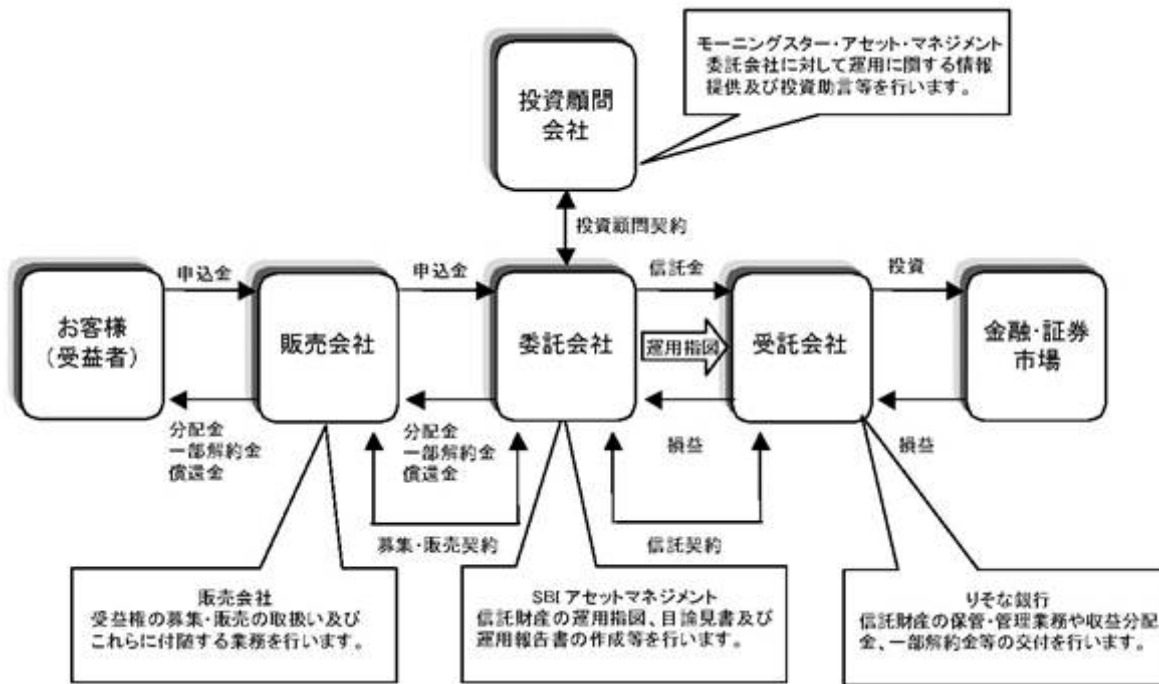 モーニングスター・アセット・マネジメント
委託会社に対して運用に関する情報
提供及び投資助言等を行います。
投資顧問
会社
投資顧問契約
申込金
申込金
信託金
投資
お客様
（受益者）
販売会社
委託会社
運用指図
受託会社
金融・証券
市場
分配金
一部解約金
償還金
分配金
一部解約金
償還金
損益
損益
募集・販売契約
信託契約
販売会社
受益権の募集・販売の取扱い及び
これらに付随する業務を行います。
SBIアセットマネジメント
信託財産の運用指図、目論見書及び
運用報告書の作成等を行います。
りそな銀行
信託財産の保管・管理業務や収益分配
金、一部解約金等の交付を行います。